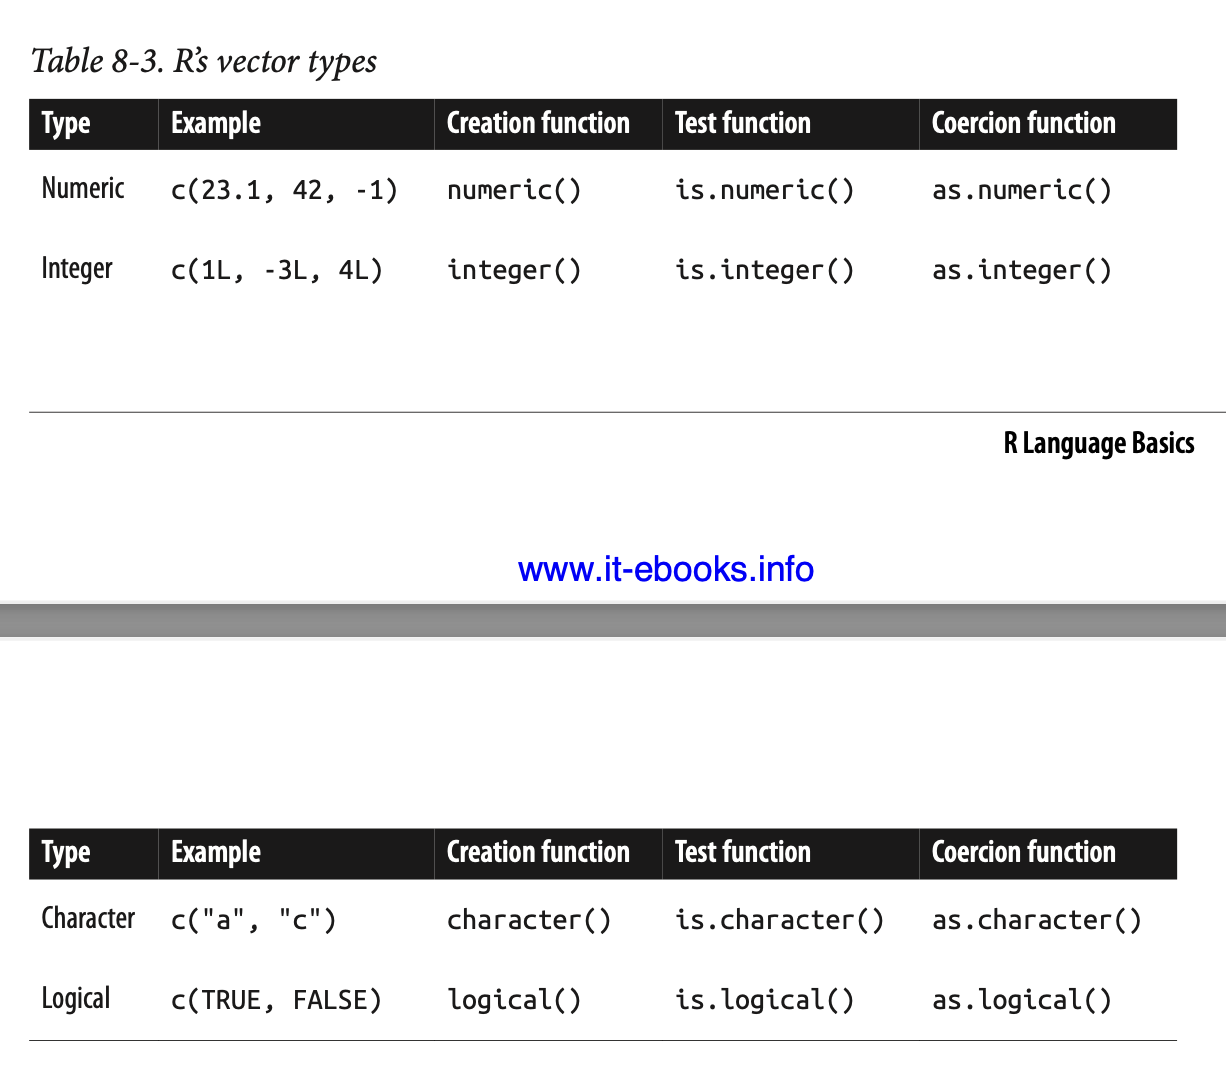 Table 8-3. R’s vector types
Type Example Creation function Test function Coercion function
Numeric c(23.1, 42, -1) numeric() is.numeric() as.numeric()
Integer c(1L, -3L, 4L) integer() is.integer() as.integer()
R Language Basics
www.it-ebooks.info
Type Example Creation function Test function Coercion function
Character c("a", "c") character() is.character() as.character()
Logical c(TRUE, FALSE) logical() is.logical() as.logical()